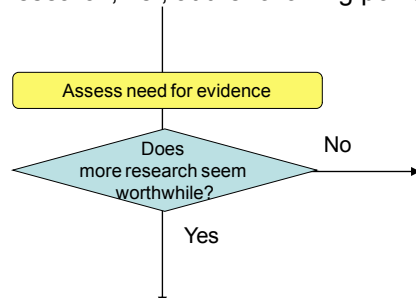 Assess need for evidence
Does
more research seem
worthwhile?
No
Yes